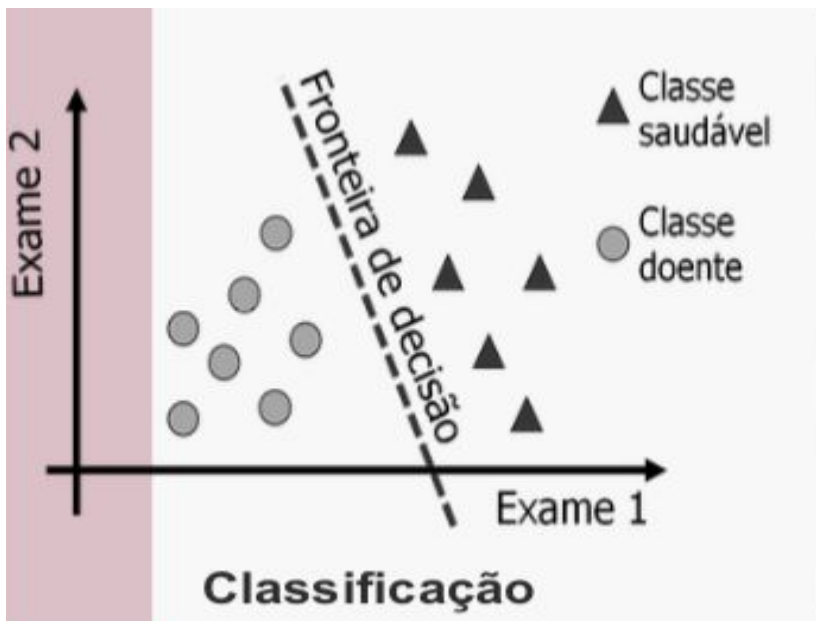 Exame 2
Fronteira de decisão
Classe
saudável
Classe
doente
Exame 1
Classificação